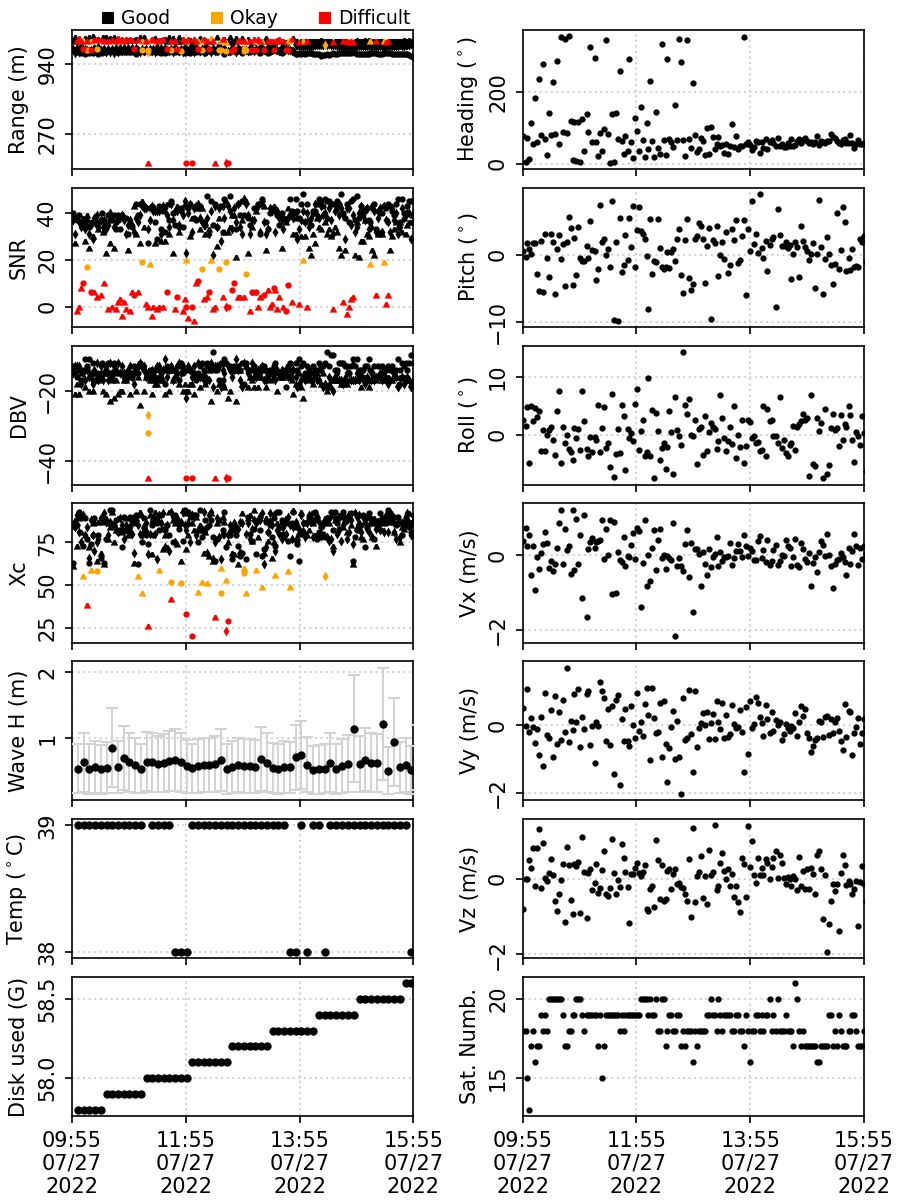 Good Okay Difficult
Range (m)
940
270
Heading (°)
200
0
SNR
40
20
0
Pitch (°)
0
−10
DBV
−20
−40
Roll (°)
10
0
Xc
75
50
25
Vx (m/s)
0
−2
Wave H (m)
2
1
Vy (m/s)
0
−2
Temp (°C)
39
38
Vz (m/s)
0
−2
Disk used (G)
58.5
58.0
Sat. Numb.
20
15
09:55 11:55 13:55 15:55
07/27 07/27 07/27 07/27
2022 2022 2022 2022
09:55 11:55 13:55 15:55
07/27 07/27 07/27 07/27
2022 2022 2022 2022